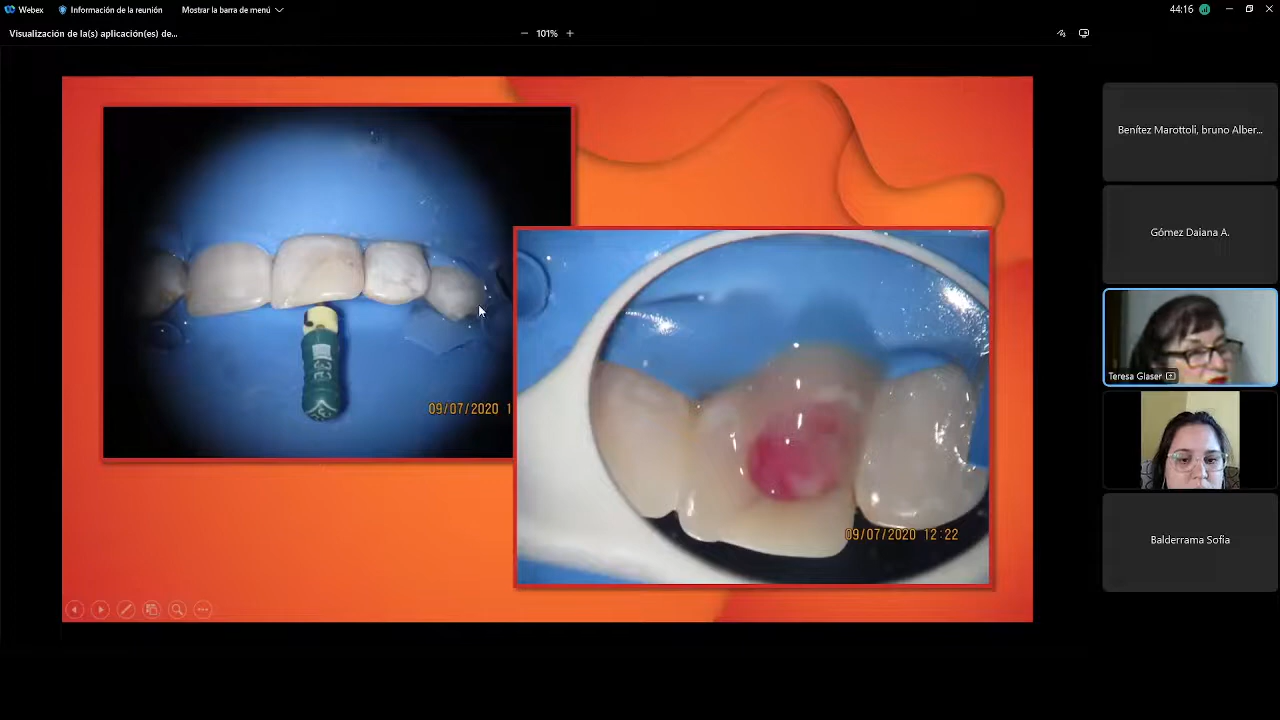 Webex
Información de la reunión
Mostrar la barra de menú
44:16
Visualización de la(s) aplicación(es) de...
101%
Benítez Marottoli, bruno Alber...
Gómez Daiana A.
Teresa Glaser
Balderrama Sofia
09/07/2020 1
09/07/2020 12:22